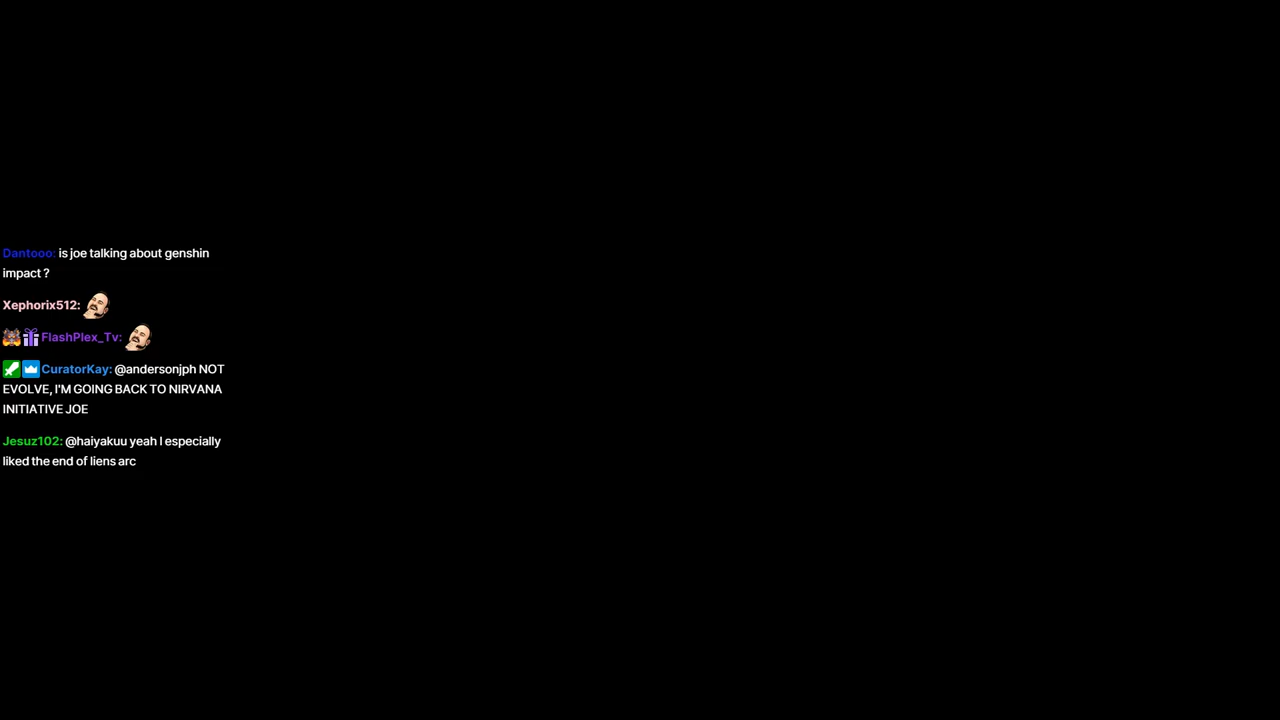 Dantooo: is joe talking about genshin
impact ?
Xephorix512:
FlashPlex_Tv:
CuratorKay: @andersonjph NOT
EVOLVE, I'M GOING BACK TO NIRVANA
INITIATIVE JOE
Jesuz102: @haiyakuu yeah I especially
liked the end of liens arc